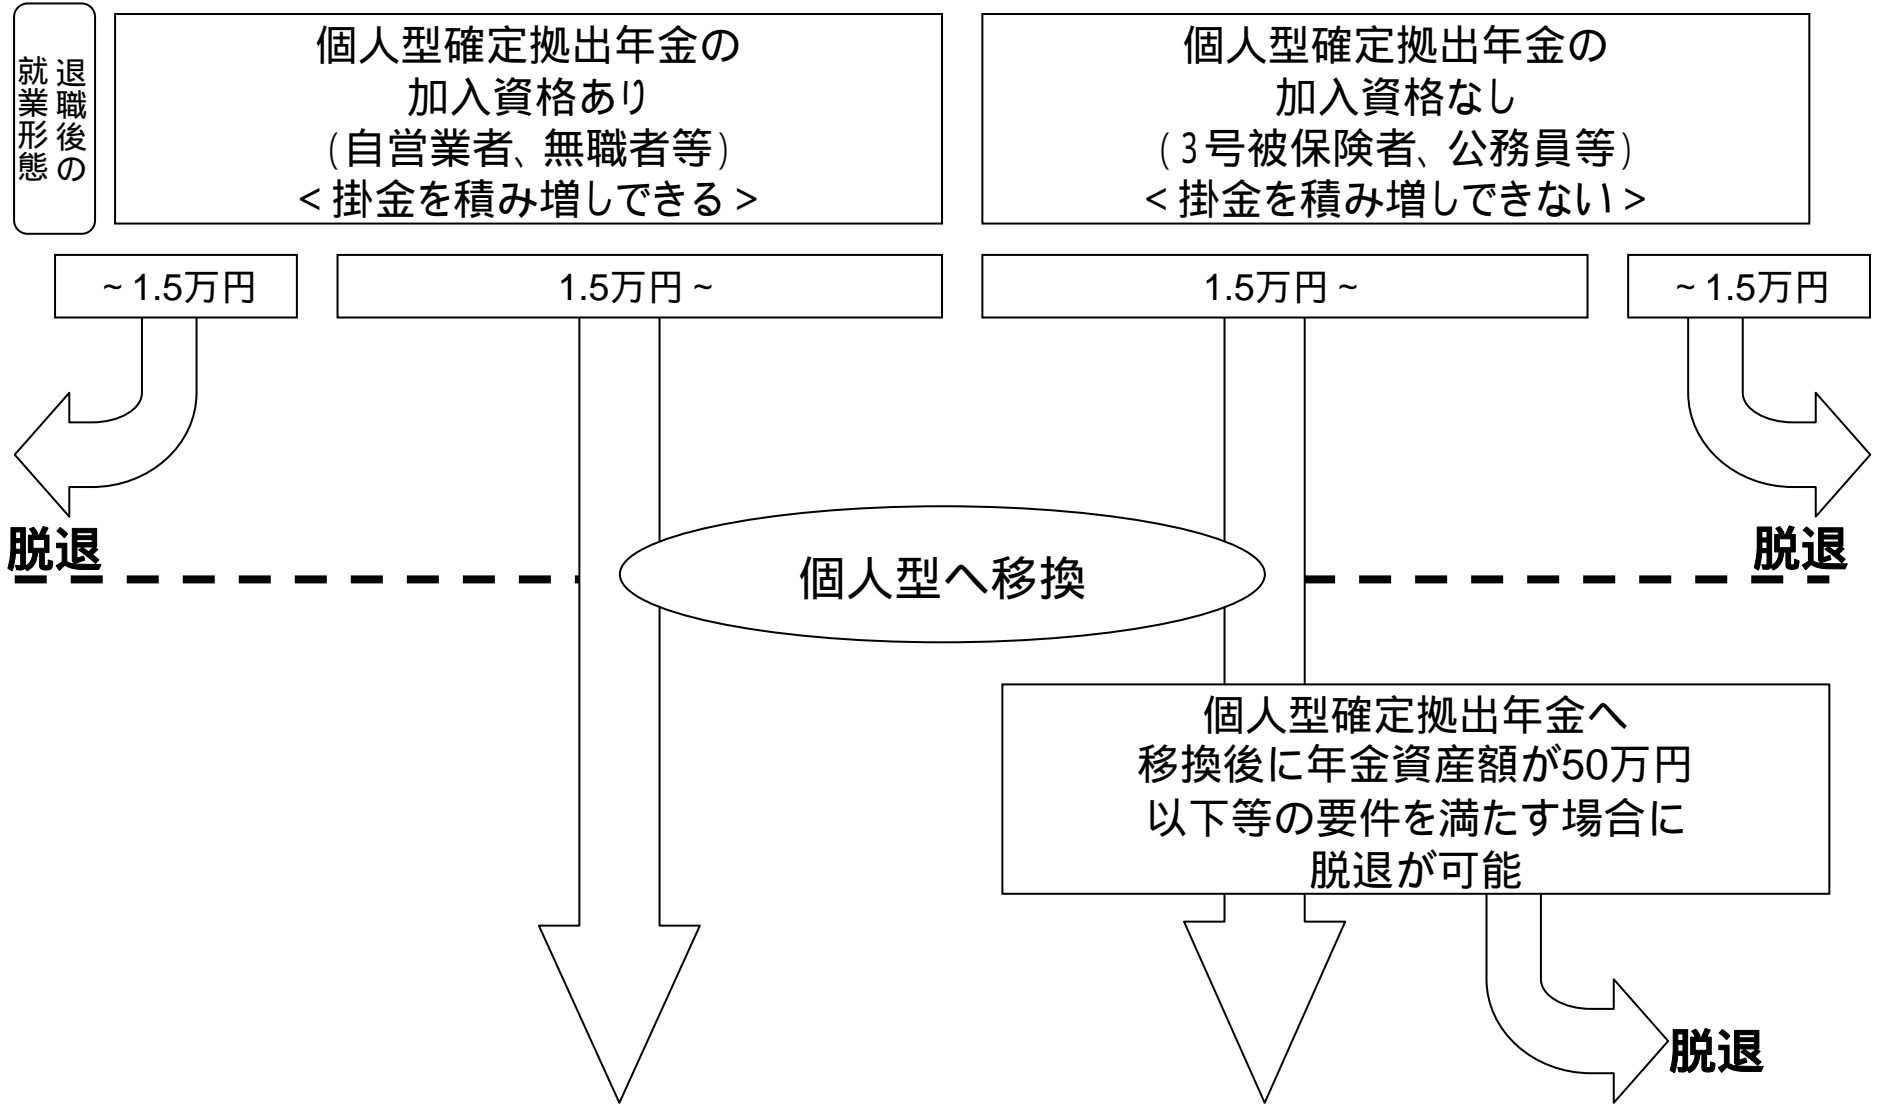 退職後の
就業形態
個人型確定拠出年金の
加入資格あり
(自営業者、無職者等)
<掛金を積み増しできる>
個人型確定拠出年金の
加入資格なし
(3号被保険者、公務員等)
<掛金を積み増しできない>
~1.5万円
1.5万円~
1.5万円~
~1.5万円
脱退
脱退
個人型へ移換
個人型確定拠出年金へ
移換後に年金資産額が50万円
以下等の要件を満たす場合に
脱退が可能
脱退